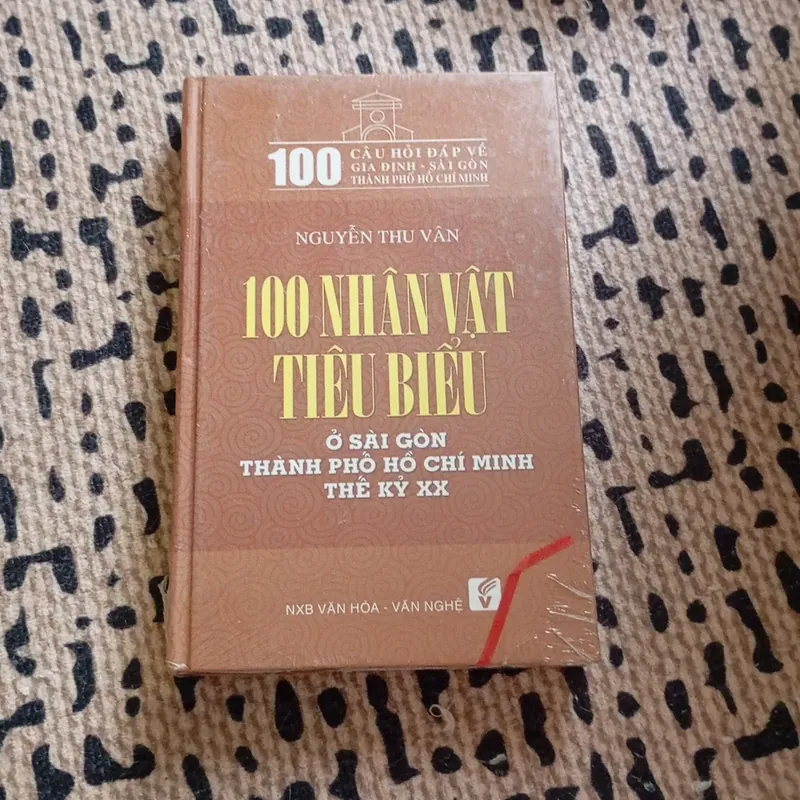 100
CÂU HỎI ĐÁP VỀ
GIA ĐỊNH - SÀI GÒN
THÀNH PHỐ HỒ CHÍ MINH
NGUYỄN THU VÂN
100 NHÂN VẬT
TIÊU BIỂU
Ở SÀI GÒN
THÀNH PHỐ HỒ CHÍ MINH
THẾ KỶ XX
NXB VĂN HÓA - VĂN NGHỆ
V